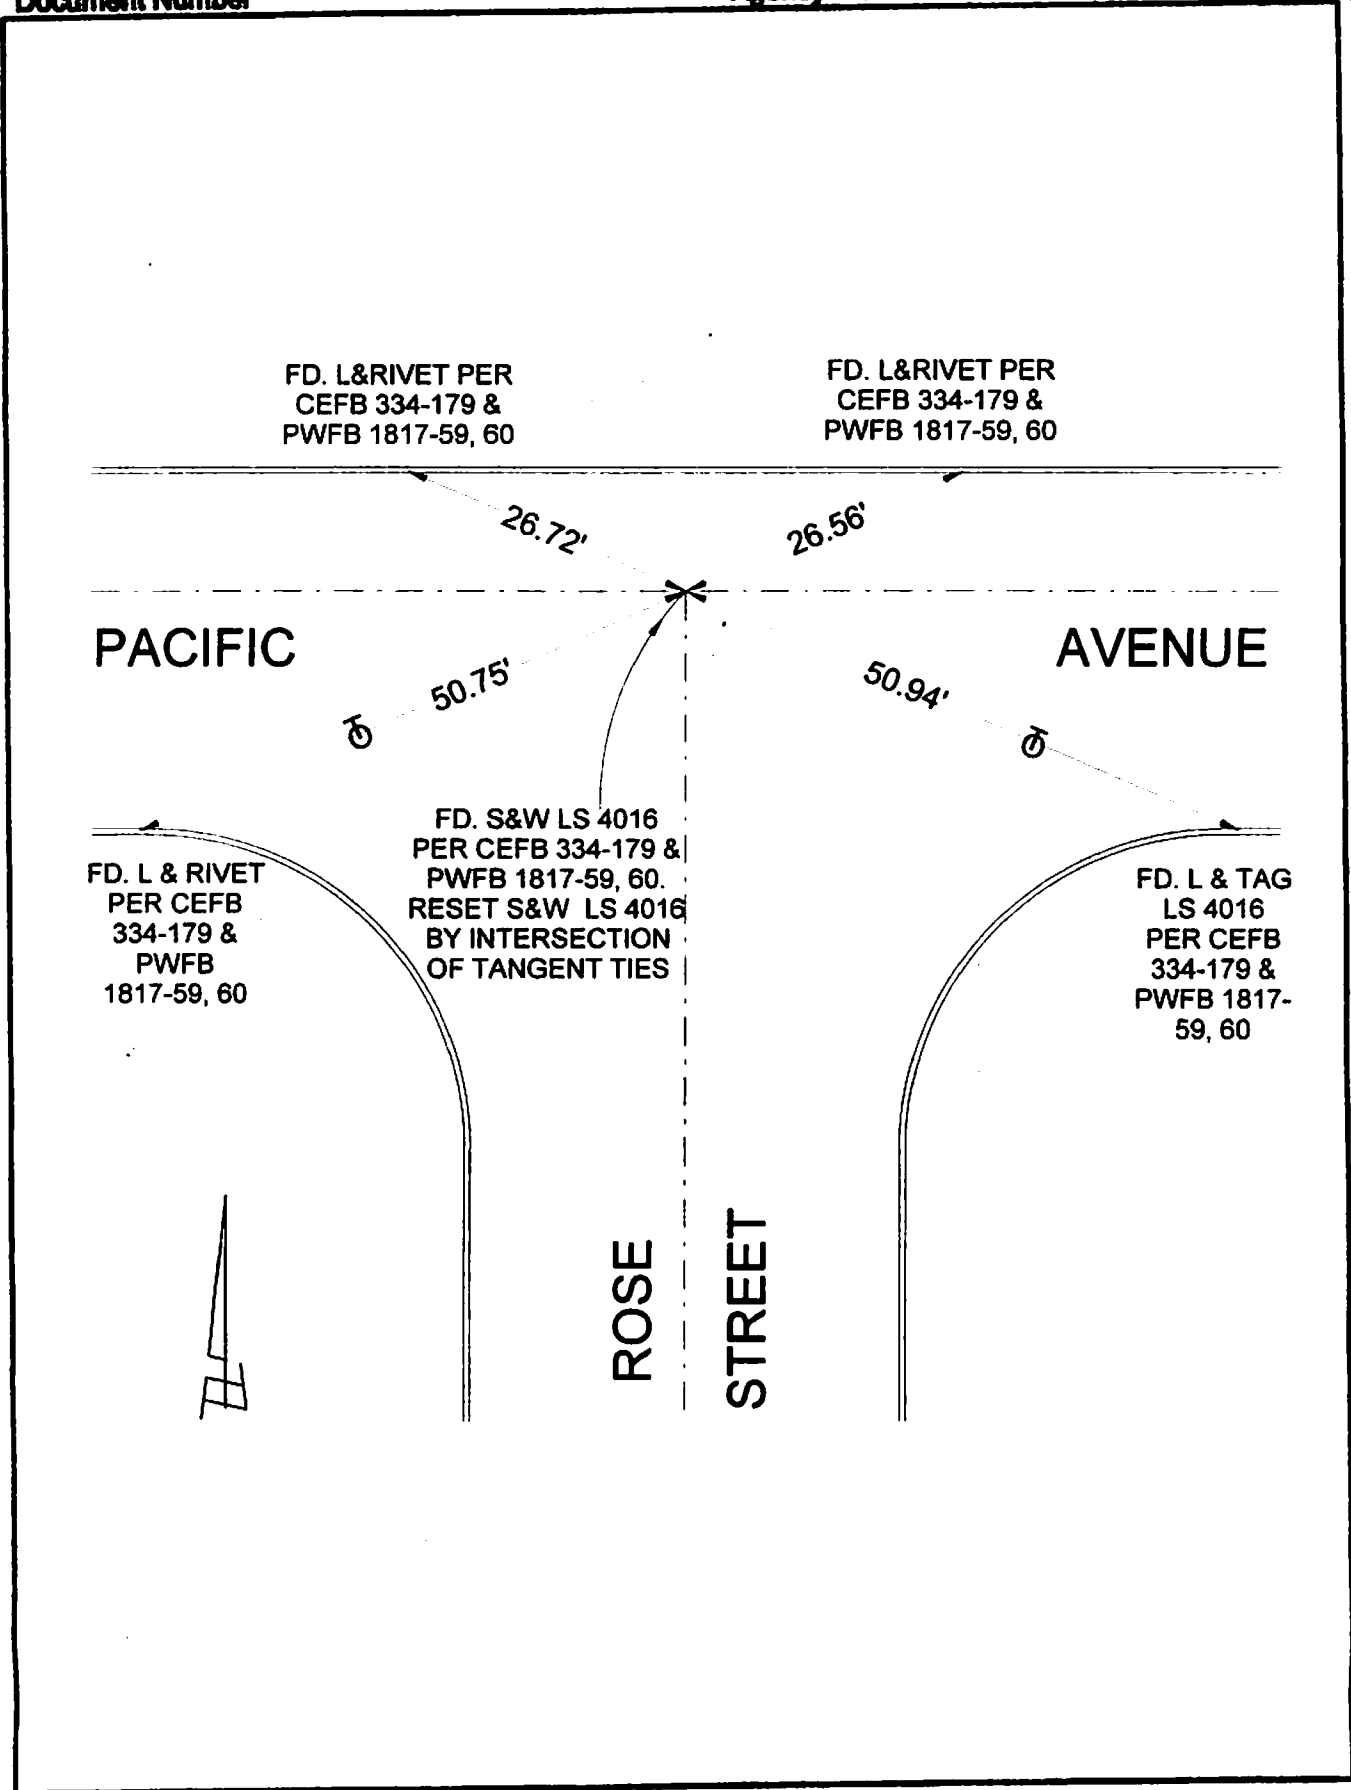 Document Number
FD. L&RIVET PER
CEFB 334-179 &
PWFB 1817-59, 60
FD. L&RIVET PER
CEFB 334-179 &
PWFB 1817-59, 60
26.72'
26.56'
PACIFIC
AVENUE
50.75'
50.94'
FD. S&W LS 4016
PER CEFB 334-179 &
PWFB 1817-59, 60.
RESET S&W LS 4016
BY INTERSECTION
OF TANGENT TIES
FD. L & RIVET
PER CEFB
334-179 &
PWFB
1817-59, 60
FD. L & TAG
LS 4016
PER CEFB
334-179 &
PWFB 1817-
59, 60
ROSE
STREET